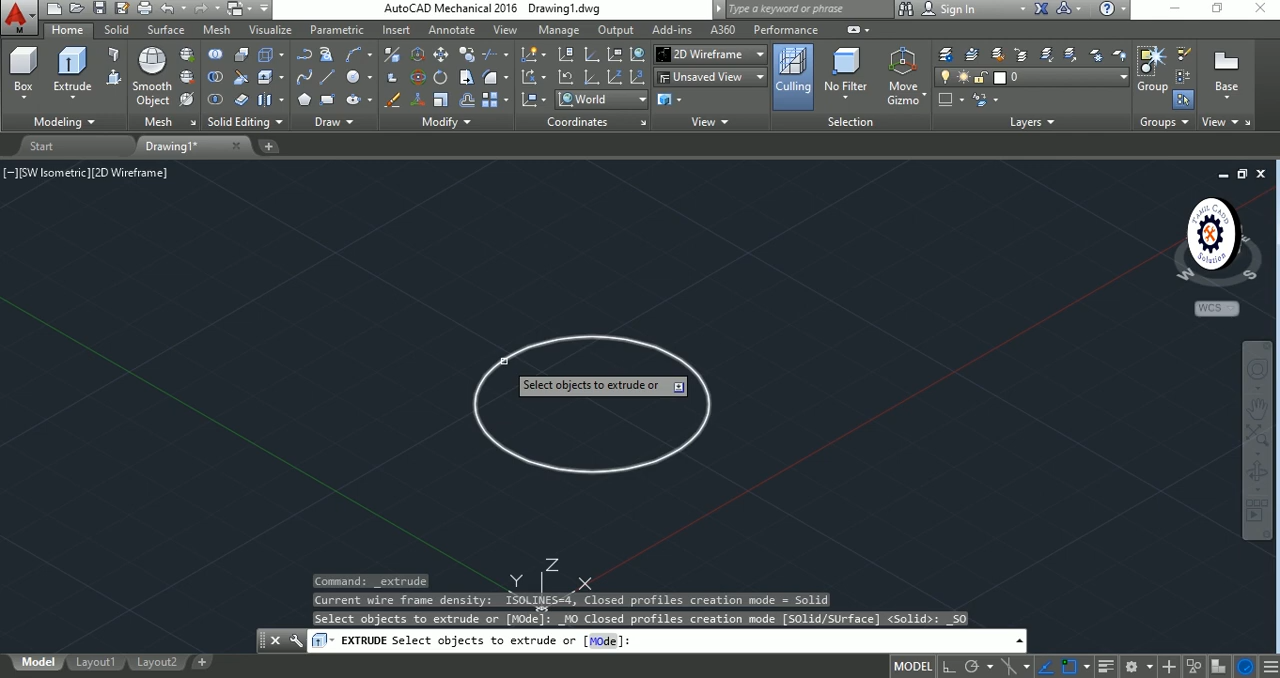 AutoCAD Mechanical 2016 Drawing1.dwg
Type a keyword or phrase
Sign In
Home Solid Surface Mesh Visualize Parametric Insert Annotate View Manage Output Add-ins A360 Performance
2D Wireframe
Unsaved View
World
0
Box
Extrude
Smooth Object
Culling
No Filter
Move Gizmo
Group
Base
Modeling Mesh Solid Editing Draw Modify Coordinates View Selection Layers Groups View
Start Drawing1*
[−][SW Isometric][2D Wireframe]
TAMIL CADD
Solution
W S
WCS
Select objects to extrude or
Z
Y X
Command: _extrude
Current wire frame density: ISOLINES=4, Closed profiles creation mode = Solid
Select objects to extrude or [MOde]: _MO Closed profiles creation mode [SOlid/SUrface] <Solid>: _SO
EXTRUDE Select objects to extrude or [MOde]:
Model Layout1 Layout2 MODEL